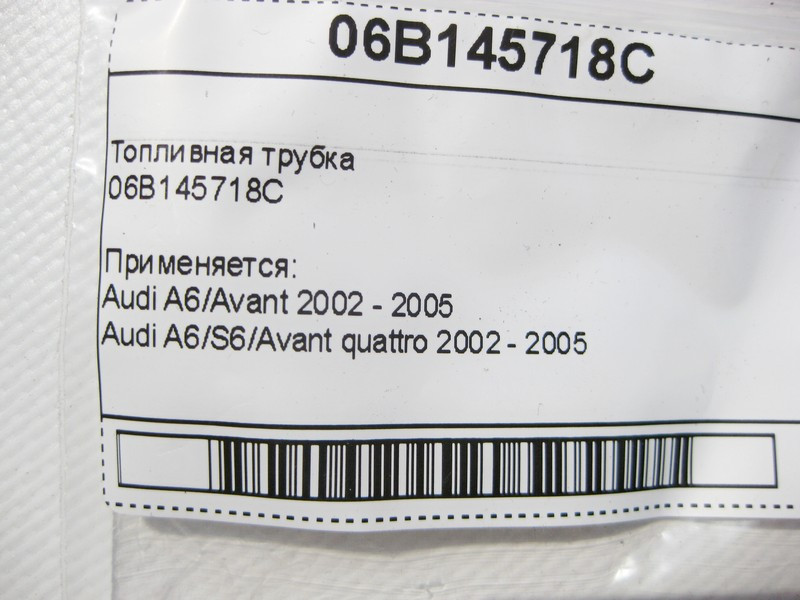 06B145718C
Топливная трубка
06B145718C
Применяется:
Audi A6/Avant 2002 - 2005
Audi A6/S6/Avant quattro 2002 - 2005